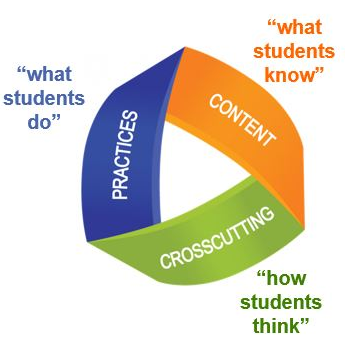 “what
students
know”
“what
students
do”
PRACTICES
CONTENT
CROSSCUTTING
“how
students
think”